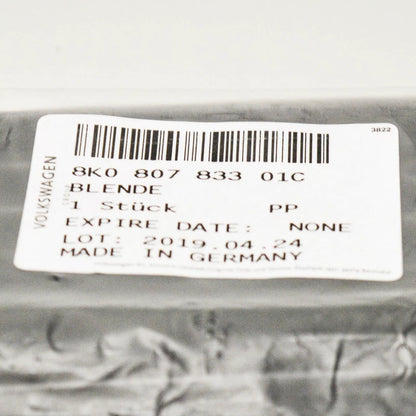 3822
VOLKSWAGEN
8K0 807 833 01C
BLENDE
1 Stück PP
EXPIRE DATE: NONE
LOT: 2019.04.24
MADE IN GERMANY